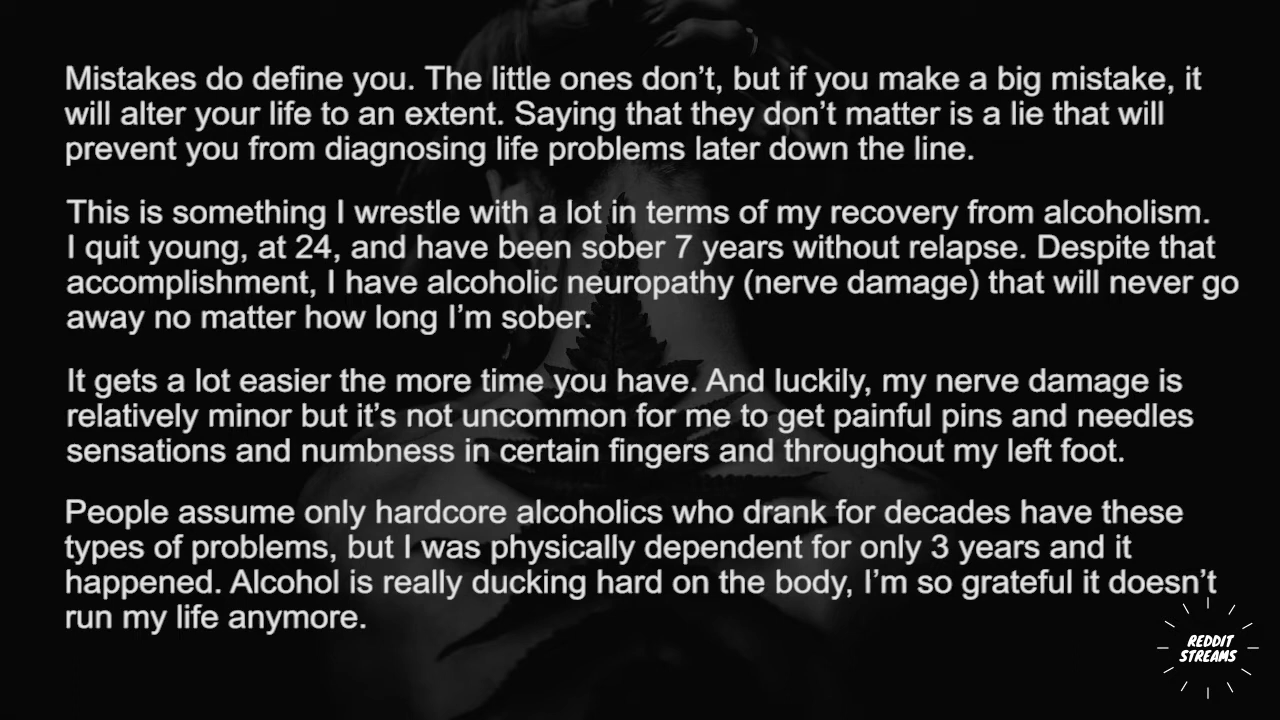 Mistakes do define you. The little ones don’t, but if you make a big mistake, it
will alter your life to an extent. Saying that they don’t matter is a lie that will
prevent you from diagnosing life problems later down the line.
This is something I wrestle with a lot in terms of my recovery from alcoholism.
I quit young, at 24, and have been sober 7 years without relapse. Despite that
accomplishment, I have alcoholic neuropathy (nerve damage) that will never go
away no matter how long I’m sober.
It gets a lot easier the more time you have. And luckily, my nerve damage is
relatively minor but it’s not uncommon for me to get painful pins and needles
sensations and numbness in certain fingers and throughout my left foot.
People assume only hardcore alcoholics who drank for decades have these
types of problems, but I was physically dependent for only 3 years and it
happened. Alcohol is really ducking hard on the body, I’m so grateful it doesn’t
run my life anymore.
REDDIT
STREAMS